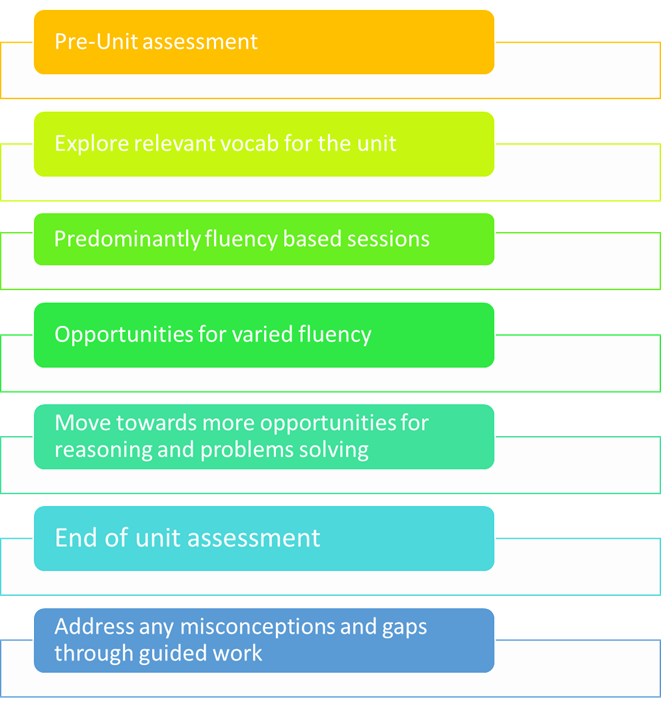 Pre-Unit assessment
Explore relevant vocab for the unit
Predominantly fluency based sessions
Opportunities for varied fluency
Move towards more opportunities for
reasoning and problems solving
End of unit assessment
Address any misconceptions and gaps
through guided work